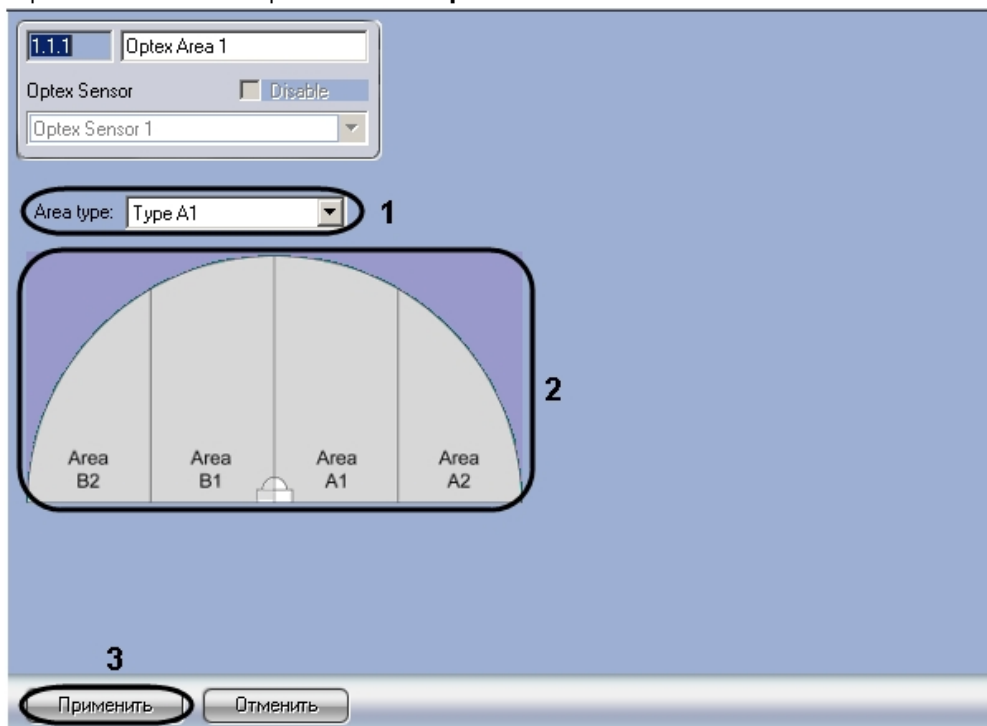 1.1.1 Optex Area 1
Optex Sensor Disable
Optex Sensor 1
Area type: Type A1 1
2
Area B2 Area B1 Area A1 Area A2
3
Применить Отменить